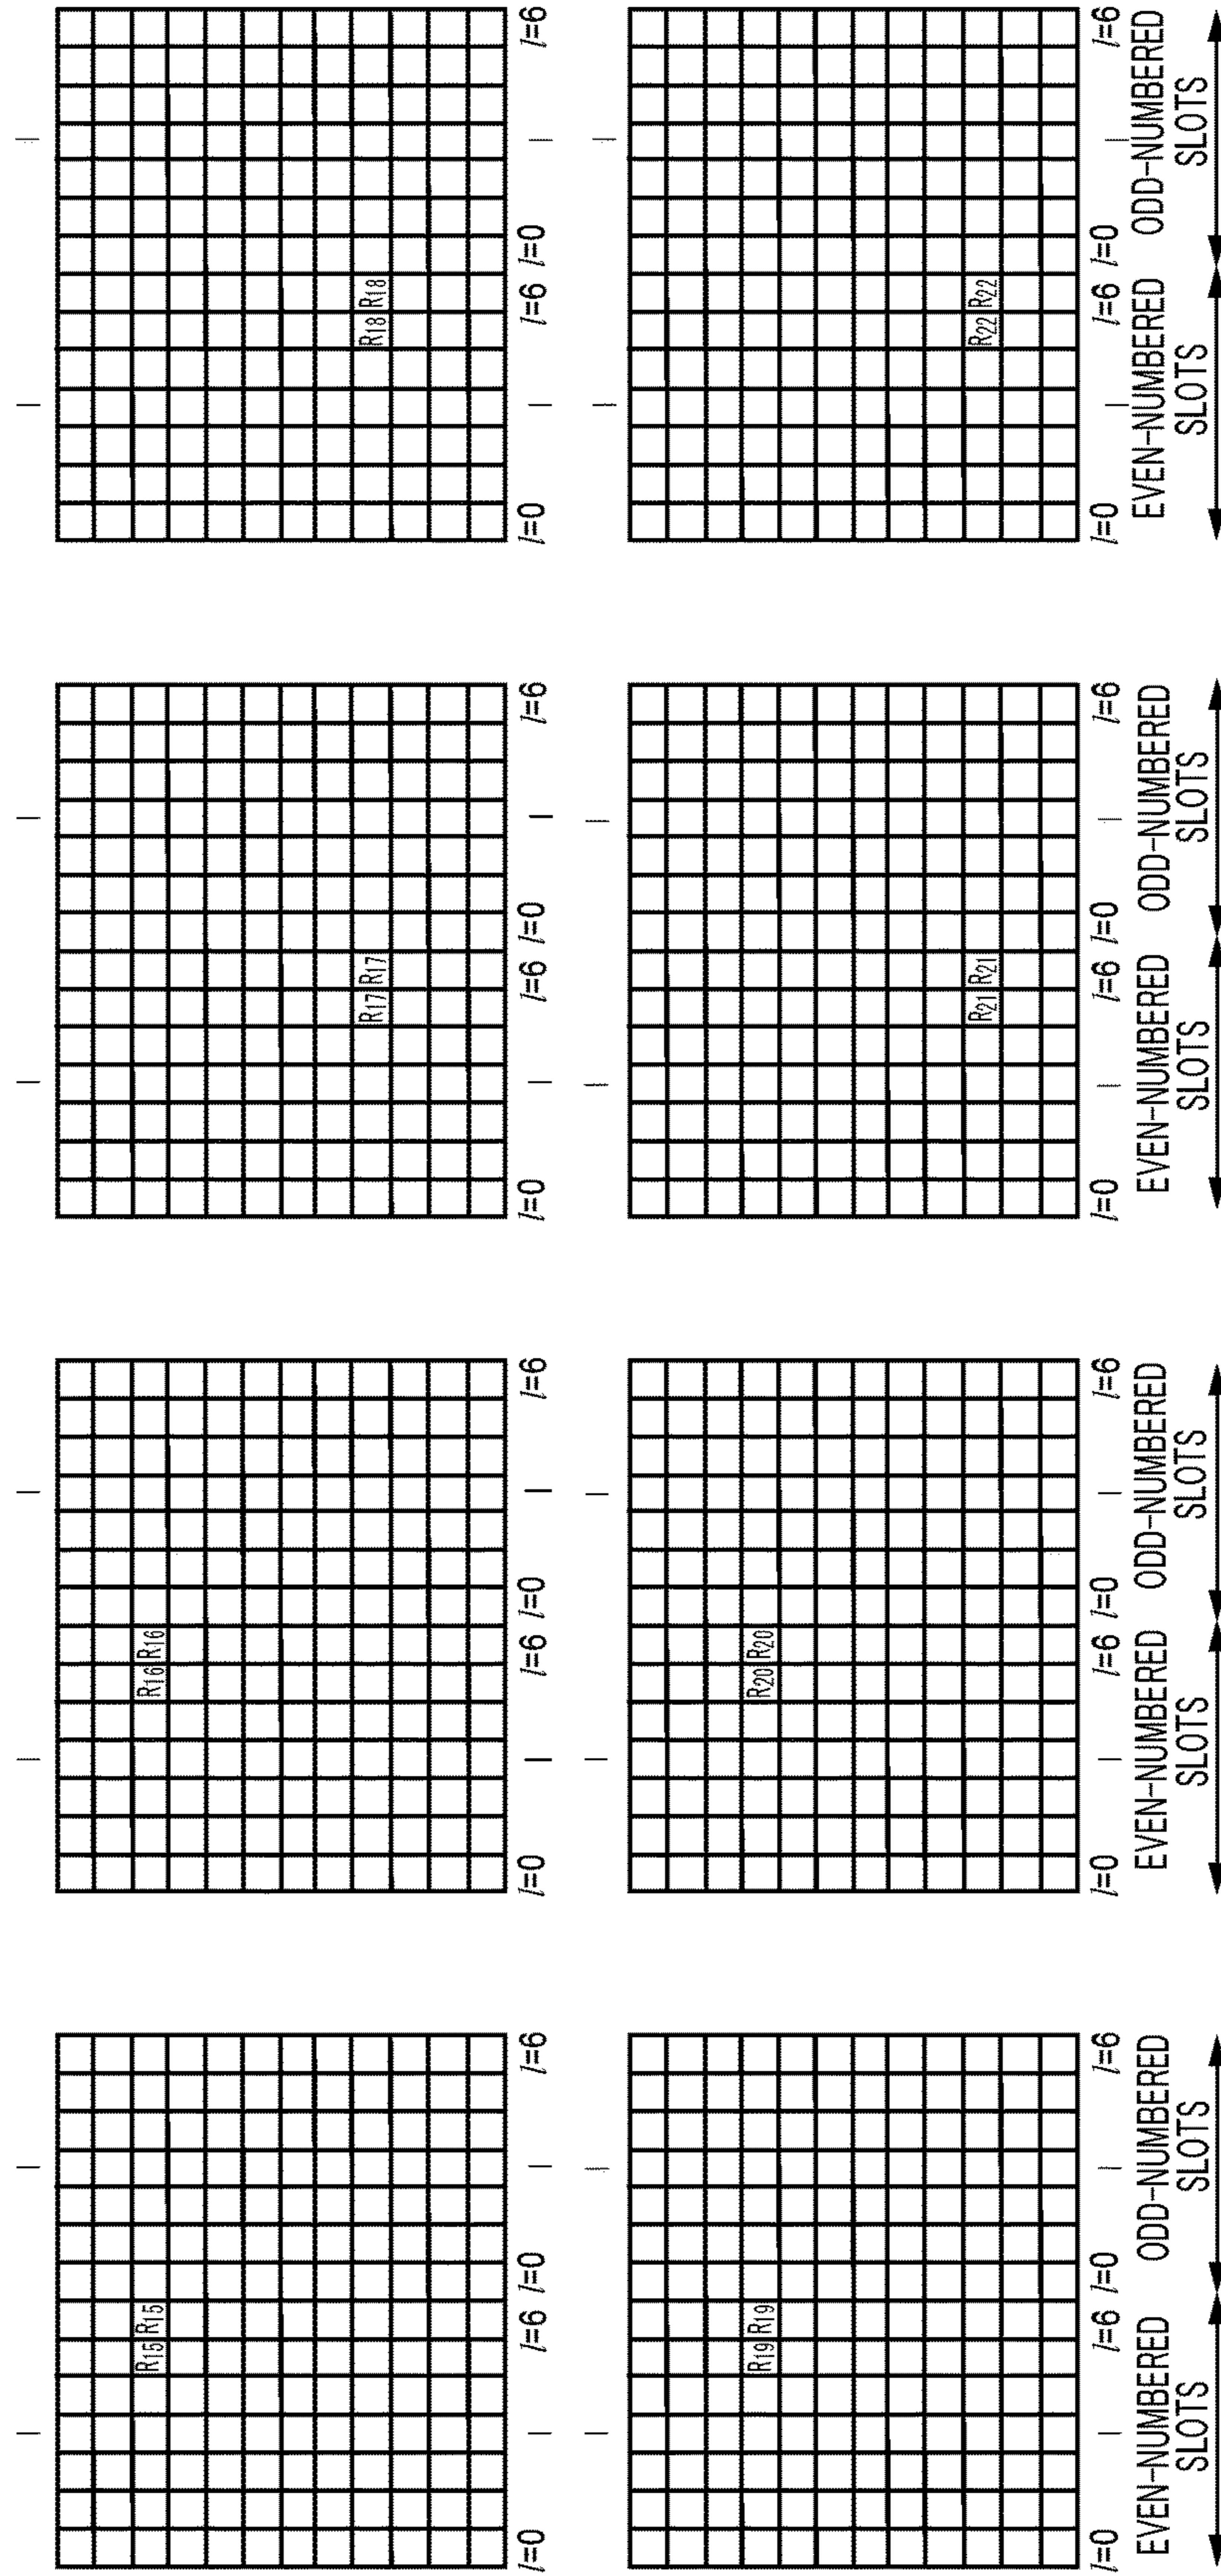 R15 R15 R16 R16
R17 R17 R18 R18
l=0 l=6 l=0 l=6 l=0 l=6 l=0 l=6 l=0 l=6 l=0 l=6 l=0 l=6 l=0 l=6
R19 R19 R20 R20
R21 R21 R22 R22
l=0 l=6 l=0 l=6 l=0 l=6 l=0 l=6 l=0 l=6 l=0 l=6 l=0 l=6 l=0 l=6
EVEN-NUMBERED ODD-NUMBERED EVEN-NUMBERED ODD-NUMBERED EVEN-NUMBERED ODD-NUMBERED EVEN-NUMBERED ODD-NUMBERED
SLOTS SLOTS SLOTS SLOTS SLOTS SLOTS SLOTS SLOTS